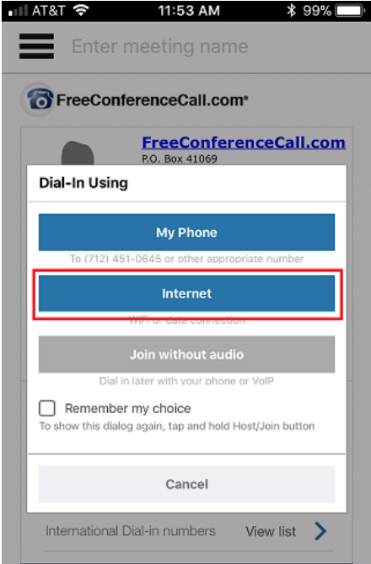 AT&T 11:53 AM 99%
Enter meeting name
FreeConferenceCall.com®
FreeConferenceCall.com
P.O. Box 41069
Dial-In Using
My Phone
To (712) 451-0645 or other appropriate number
Internet
WiFi or data connection
Join without audio
Dial in later with your phone or VoIP
Remember my choice
To show this dialog again, tap and hold Host/Join button
Cancel
International Dial-in numbers View list